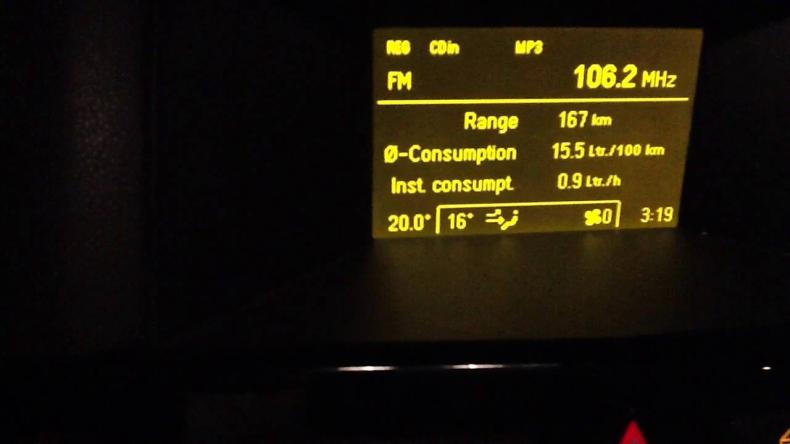 REG CDin MP3
FM 106.2 MHz
Range 167 km
Ø-Consumption 15.5 Ltr./100 km
Inst. consumpt. 0.9 Ltr./h
20.0° 16° 0 3:19